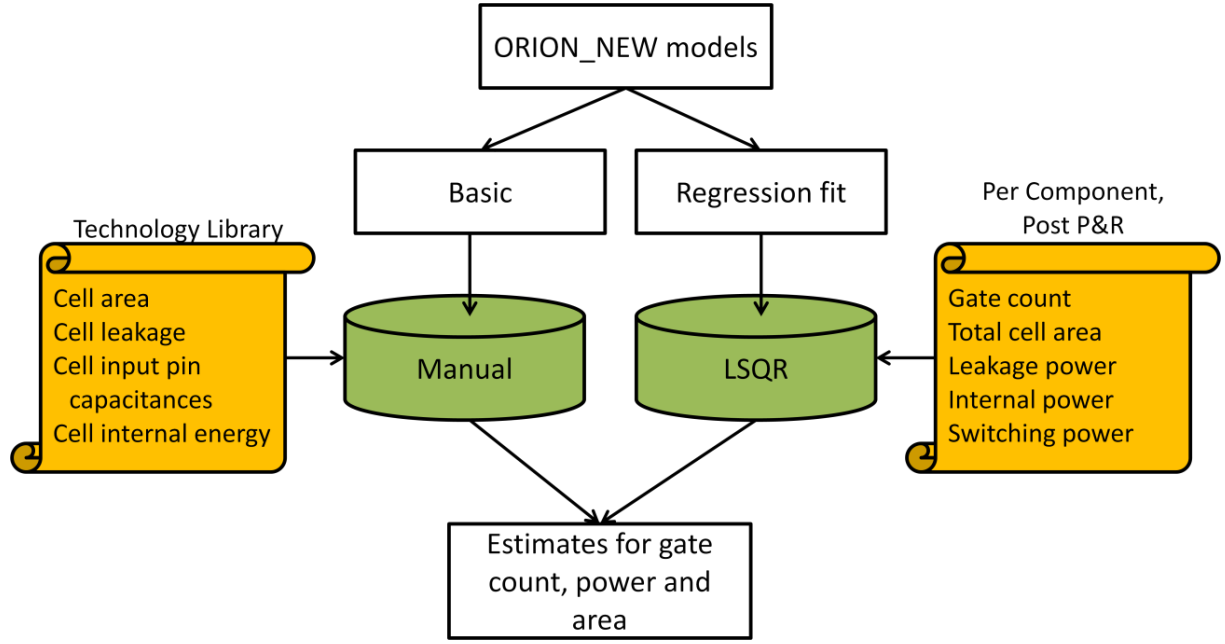 ORION_NEW models
Basic
Regression fit
Technology Library
Cell area
Cell leakage
Cell input pin
capacitances
Cell internal energy
Manual
LSQR
Per Component,
Post P&R
Gate count
Total cell area
Leakage power
Internal power
Switching power
Estimates for gate
count, power and
area